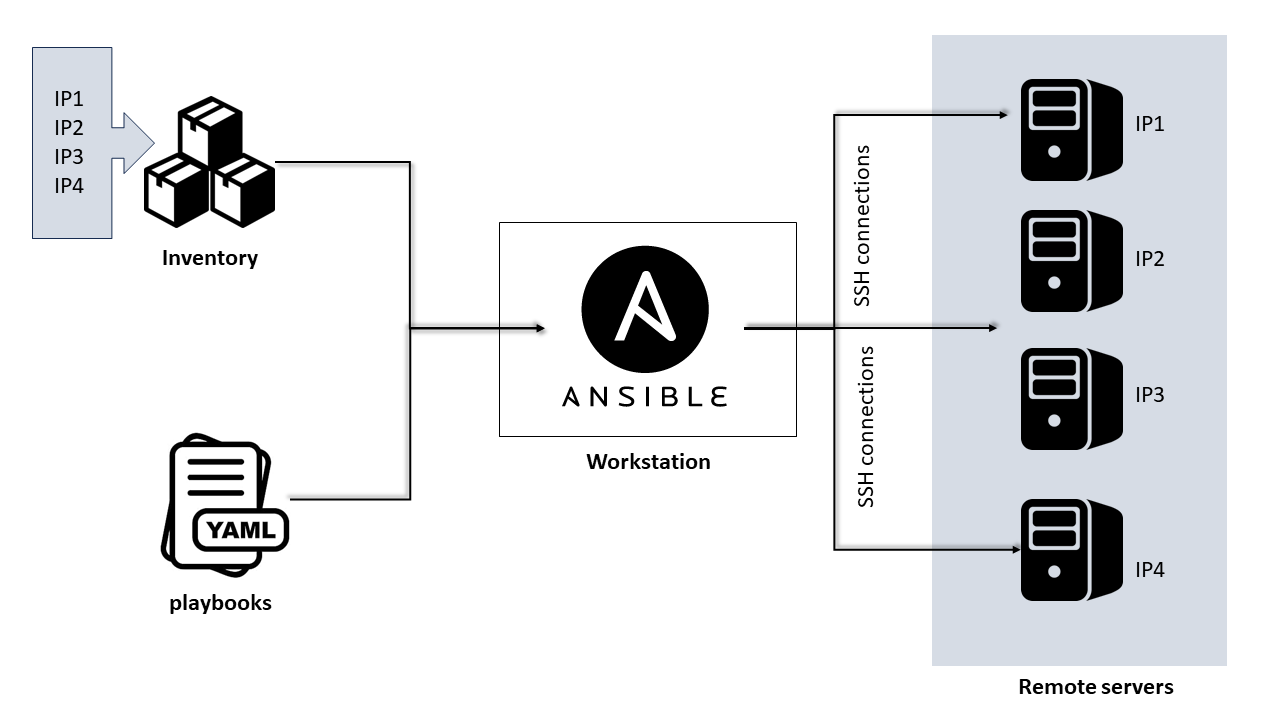 IP1
IP2
IP3
IP4
Inventory
YAML
playbooks
ANSIBLE
Workstation
SSH connections
SSH connections
IP1
IP2
IP3
IP4
Remote servers